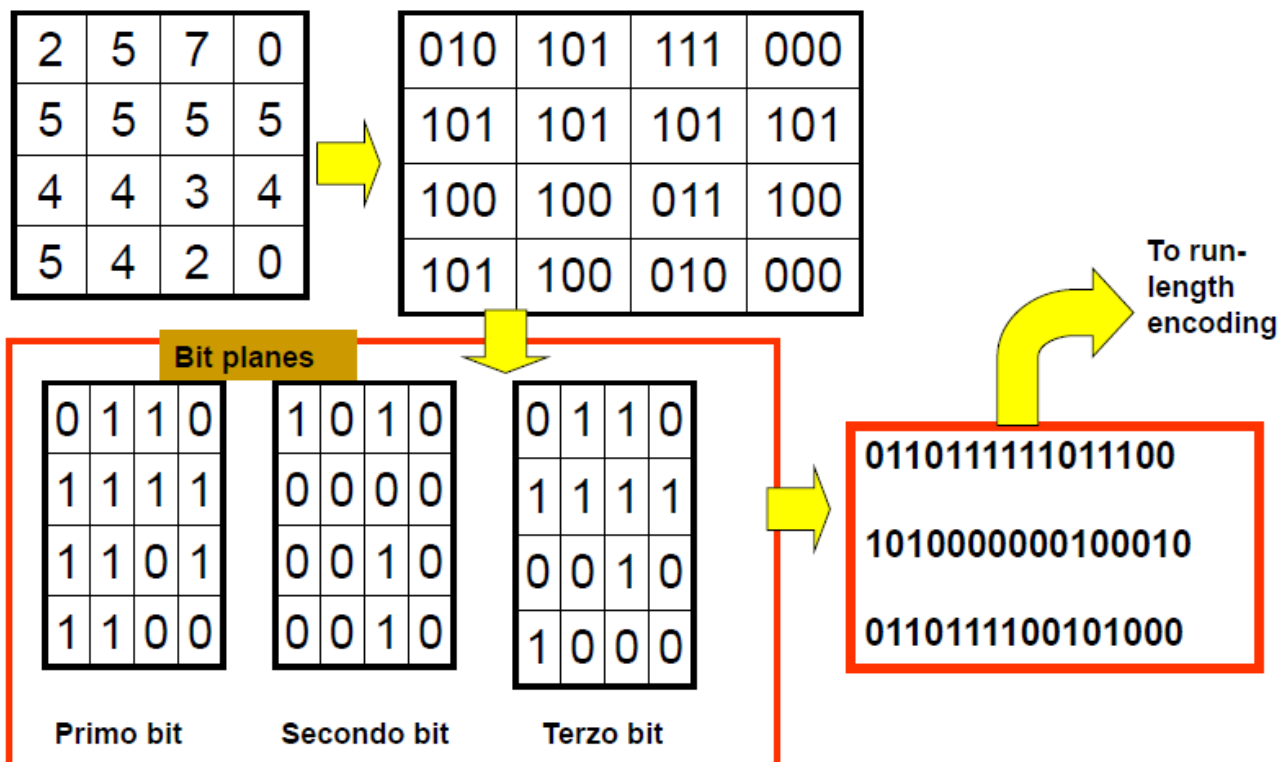 2 5 7 0
5 5 5 5
4 4 3 4
5 4 2 0
010 101 111 000
101 101 101 101
100 100 011 100
101 100 010 000
To run-
length
encoding
Bit planes
0 1 1 0
1 1 1 1
1 1 0 1
1 1 0 0
Primo bit
1 0 1 0
0 0 0 0
0 0 1 0
0 0 1 0
Secondo bit
0 1 1 0
1 1 1 1
0 0 1 0
1 0 0 0
Terzo bit
0110111111011100
1010000000100010
0110111100101000